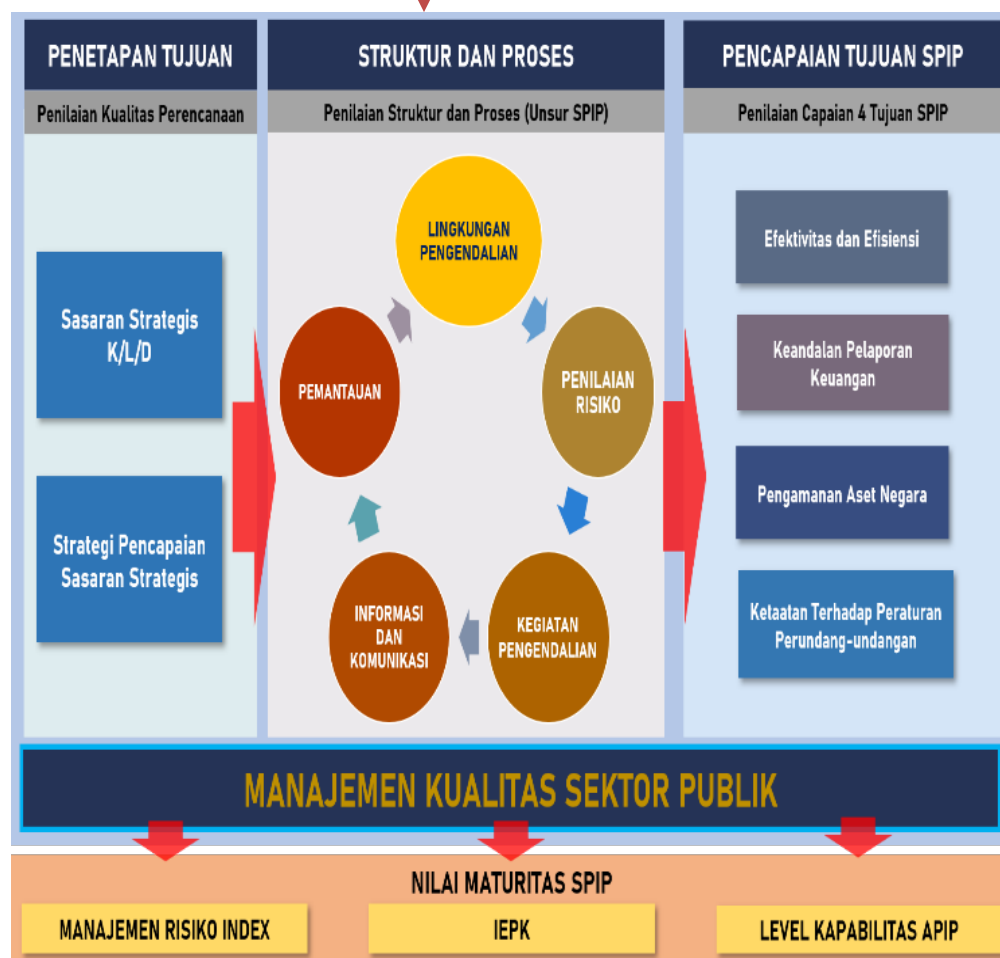 PENETAPAN TUJUAN
Penilaian Kualitas Perencanaan
Sasaran Strategis
K/L/D
Strategi Pencapaian
Sasaran Strategis
STRUKTUR DAN PROSES
Penilaian Struktur dan Proses (Unsur SPIP)
LINGKUNGAN
PENGENDALIAN
PENILAIAN
RISIKO
KEGIATAN
PENGENDALIAN
INFORMASI
DAN
KOMUNIKASI
PEMANTAUAN
PENCAPAIAN TUJUAN SPIP
Penilaian Capaian 4 Tujuan SPIP
Efektivitas dan Efisiensi
Keandalan Pelaporan
Keuangan
Pengamanan Aset Negara
Ketaatan Terhadap Peraturan
Perundang-undangan
MANAJEMEN KUALITAS SEKTOR PUBLIK
NILAI MATURITAS SPIP
MANAJEMEN RISIKO INDEX
IEPK
LEVEL KAPABILITAS APIP